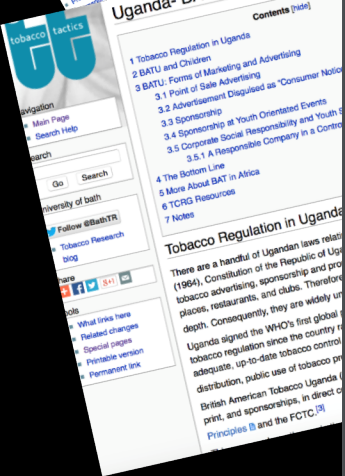 tobacco tactics
Uganda- B
avigation
Main Page
Search Help
earch
Go Search
niversity of bath
Follow @BathTR
Tobacco Research
blog
hare
g+1
ools
What links here
Related changes
Special pages
Printable version
Permanent link
Contents [hide]
1 Tobacco Regulation in Uganda
2 BATU and Children
3 BATU: Forms of Marketing and Advertising
3.1 Point of Sale Advertising
3.2 Advertisement Disguised as "Consumer Notic
3.3 Sponsorship
3.4 Sponsorship at Youth Orientated Events
3.5 Corporate Social Responsibility and Youth S
3.5.1 A Responsible Company in a Contro
4 The Bottom Line
5 More About BAT in Africa
6 TCRG Resources
7 Notes
Tobacco Regulation in Uganda
There are a handful of Ugandan laws relati
(1964), Constitution of the Republic of Uga
tobacco advertising, sponsorship and pro
places, restaurants, and clubs. Therefore
depth. Consequently, they are widely un
Uganda signed the WHO's first global
tobacco regulation since the country ra
adequate, up-to-date tobacco control
distribution, public use of tobacco pr
British American Tobacco Uganda (
print, and sponsorships, in direct c
Principles and the FCTC.[3]